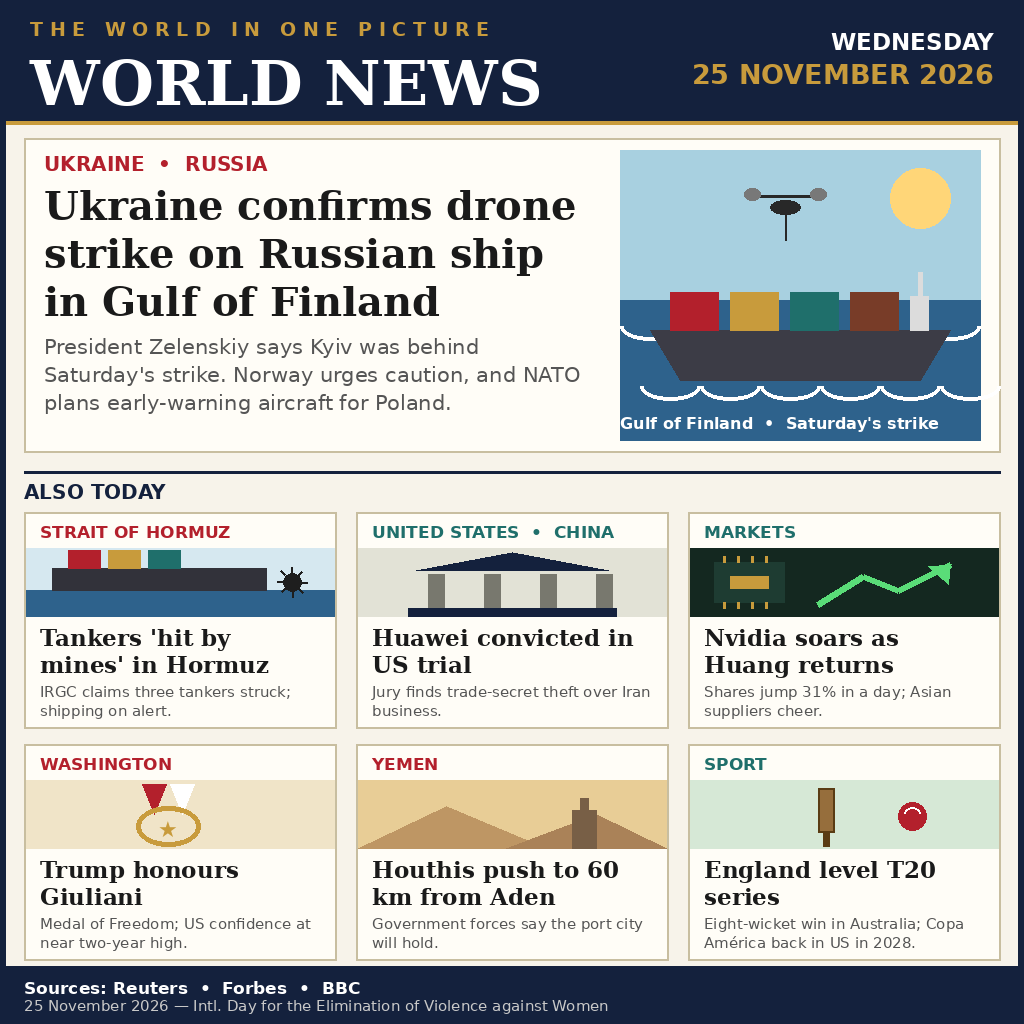 THE WORLD IN ONE PICTURE
WORLD NEWS
WEDNESDAY
25 NOVEMBER 2026
UKRAINE • RUSSIA
Ukraine confirms drone
strike on Russian ship
in Gulf of Finland
President Zelenskiy says Kyiv was behind
Saturday's strike. Norway urges caution, and NATO
plans early-warning aircraft for Poland.
Gulf of Finland • Saturday's strike
ALSO TODAY
STRAIT OF HORMUZ
Tankers 'hit by
mines' in Hormuz
IRGC claims three tankers struck;
shipping on alert.
UNITED STATES • CHINA
Huawei convicted in
US trial
Jury finds trade-secret theft over Iran
business.
MARKETS
Nvidia soars as
Huang returns
Shares jump 31% in a day; Asian
suppliers cheer.
WASHINGTON
Trump honours
Giuliani
Medal of Freedom; US confidence at
near two-year high.
YEMEN
Houthis push to 60
km from Aden
Government forces say the port city
will hold.
SPORT
England level T20
series
Eight-wicket win in Australia; Copa
América back in US in 2028.
Sources: Reuters • Forbes • BBC
25 November 2026 — Intl. Day for the Elimination of Violence against Women